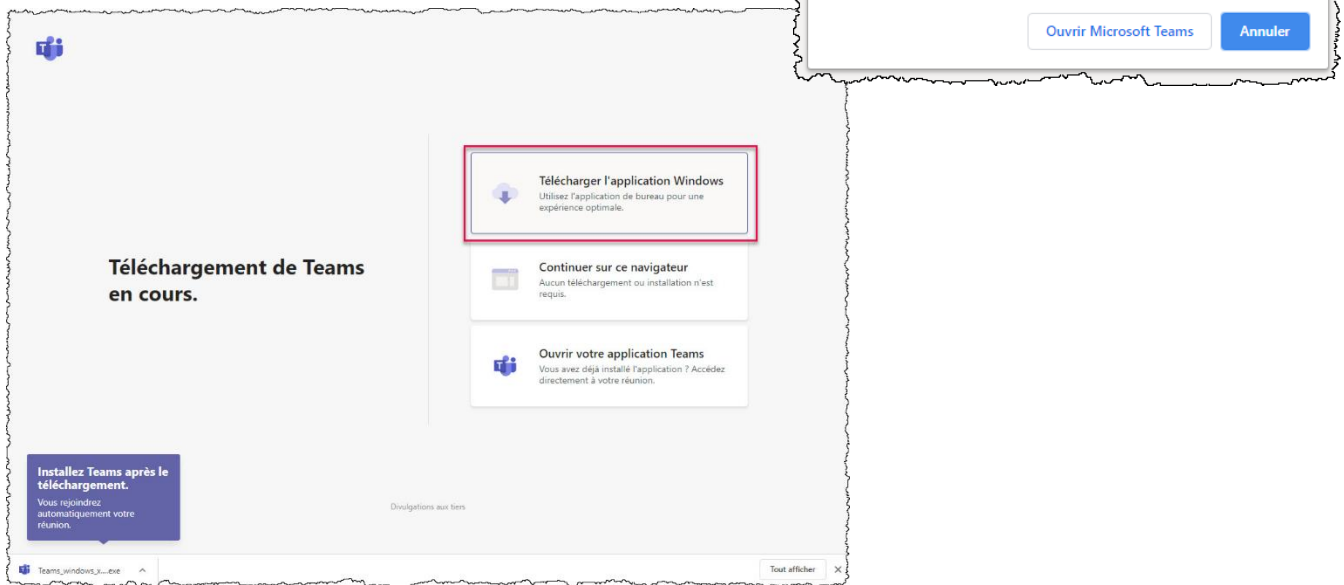 Ouvrir Microsoft Teams
Annuler
Télécharger l'application Windows
Utilisez l'application de bureau pour une
expérience optimale.
Téléchargement de Teams
en cours.
Continuer sur ce navigateur
Aucun téléchargement ou installation n'est
requis.
Ouvrir votre application Teams
Vous avez déjà installé l'application ? Accédez
directement à votre réunion.
Installez Teams après le
téléchargement.
Vous rejoindrez
automatiquement votre
réunion.
Divulgations aux tiers
Teams_windows_x....exe
Tout afficher